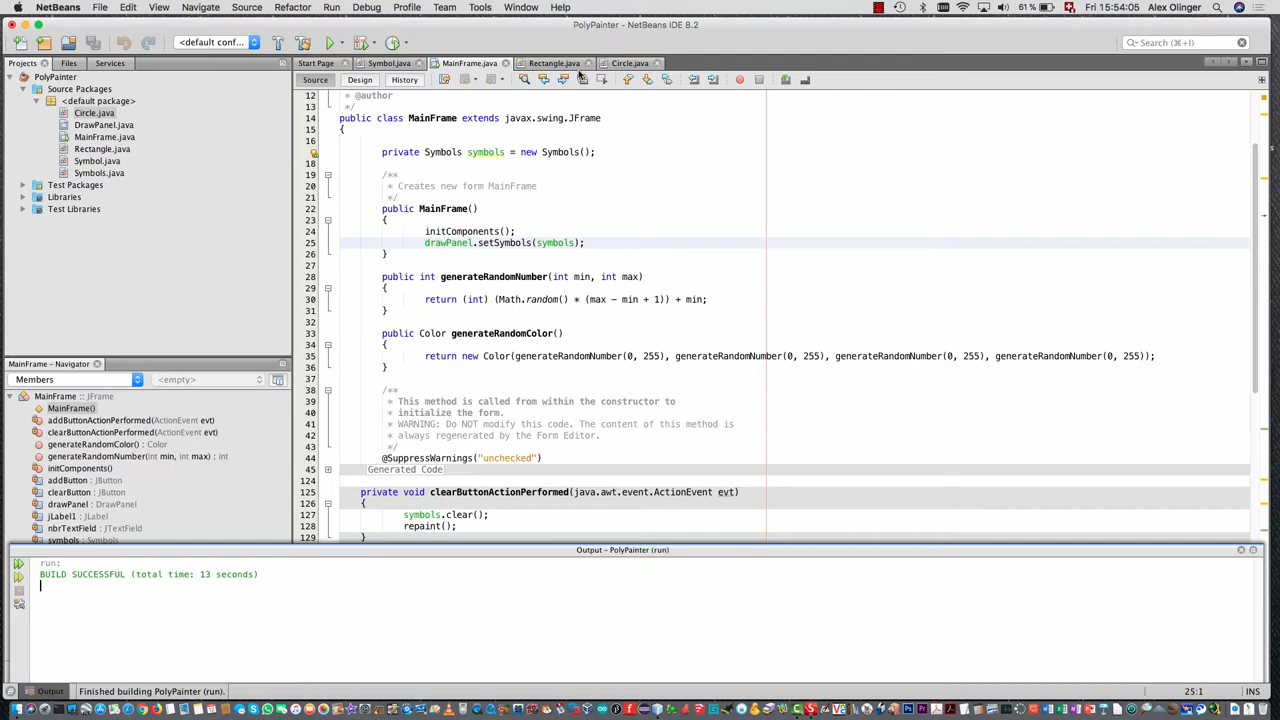 NetBeans File Edit View Navigate Source Refactor Run Debug Profile Team Tools Window Help 61% Fri 15:54:05 Alex Olinger
PolyPainter - NetBeans IDE 8.2
<default conf... Search (⌘+I)
Projects Files Services Start Page Symbol.java MainFrame.java Rectangle.java Circle.java
Source Design History
PolyPainter
Source Packages
<default package>
Circle.java
DrawPanel.java
MainFrame.java
Rectangle.java
Symbol.java
Symbols.java
Test Packages
Libraries
Test Libraries
12 * @author
13 */
14 public class MainFrame extends javax.swing.JFrame
15 {
16
private Symbols symbols = new Symbols();
18
19 /**
20 * Creates new form MainFrame
21 */
22 public MainFrame()
23 {
24 initComponents();
25 drawPanel.setSymbols(symbols);
26 }
27
28 public int generateRandomNumber(int min, int max)
29 {
30 return (int) (Math.random() * (max - min + 1)) + min;
31 }
32
33 public Color generateRandomColor()
34 {
35 return new Color(generateRandomNumber(0, 255), generateRandomNumber(0, 255), generateRandomNumber(0, 255), generateRandomNumber(0, 255));
36 }
37
38 /**
39 * This method is called from within the constructor to
40 * initialize the form.
41 * WARNING: Do NOT modify this code. The content of this method is
42 * always regenerated by the Form Editor.
43 */
44 @SuppressWarnings("unchecked")
45 Generated Code
124
125 private void clearButtonActionPerformed(java.awt.event.ActionEvent evt)
126 {
127 symbols.clear();
128 repaint();
129 }
MainFrame - Navigator
Members <empty>
MainFrame :: JFrame
MainFrame()
addButtonActionPerformed(ActionEvent evt)
clearButtonActionPerformed(ActionEvent evt)
generateRandomColor() : Color
generateRandomNumber(int min, int max) : int
initComponents()
addButton : JButton
clearButton : JButton
drawPanel : DrawPanel
jLabel1 : JLabel
nbrTextField : JTextField
symbols : Symbols
Output - PolyPainter (run)
run:
BUILD SUCCESSFUL (total time: 13 seconds)
Output Finished building PolyPainter (run). 25:1 INS